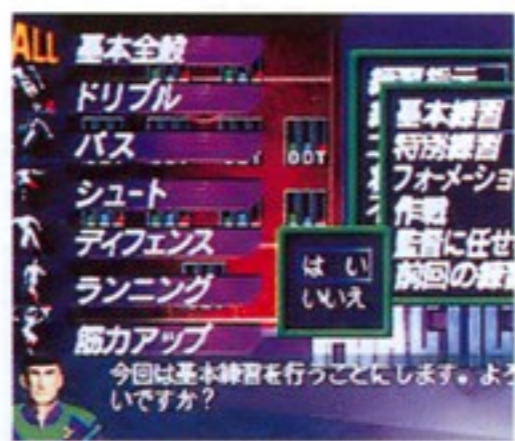 ALL 基本全般
ドリブル
パス
シュート
ディフェンス
ランニング
筋力アップ
基本練習
特別練習
フォーメーショ
作戦
監督に任せ
前回の練習
はい
いいえ
今回は基本練習を行うことにします。よろ
いですか?